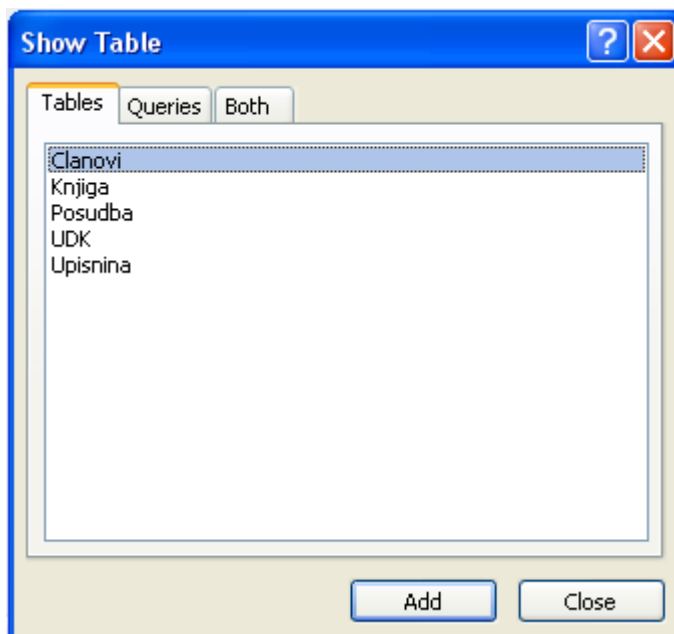 Show Table
Tables Queries Both
Clanovi
Knjiga
Posudba
UDK
Upisnina
Add Close